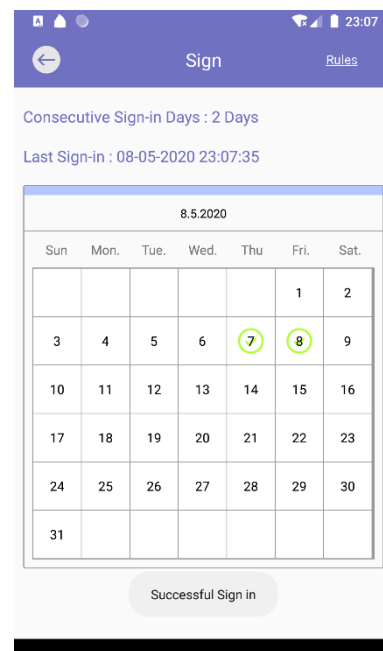 A 23:07
Sign Rules
Consecutive Sign-in Days : 2 Days
Last Sign-in : 08-05-2020 23:07:35
8.5.2020
Sun Mon. Tue. Wed. Thu Fri. Sat.
1 2
3 4 5 6 7 8 9
10 11 12 13 14 15 16
17 18 19 20 21 22 23
24 25 26 27 28 29 30
31
Successful Sign in